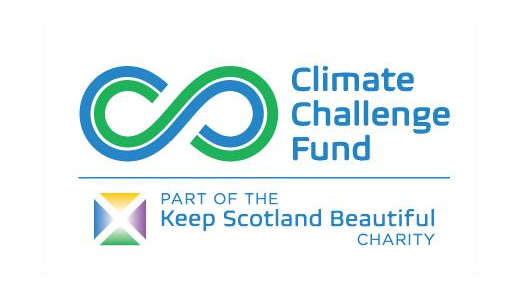 Climate
Challenge
Fund
PART OF THE
Keep Scotland Beautiful
CHARITY